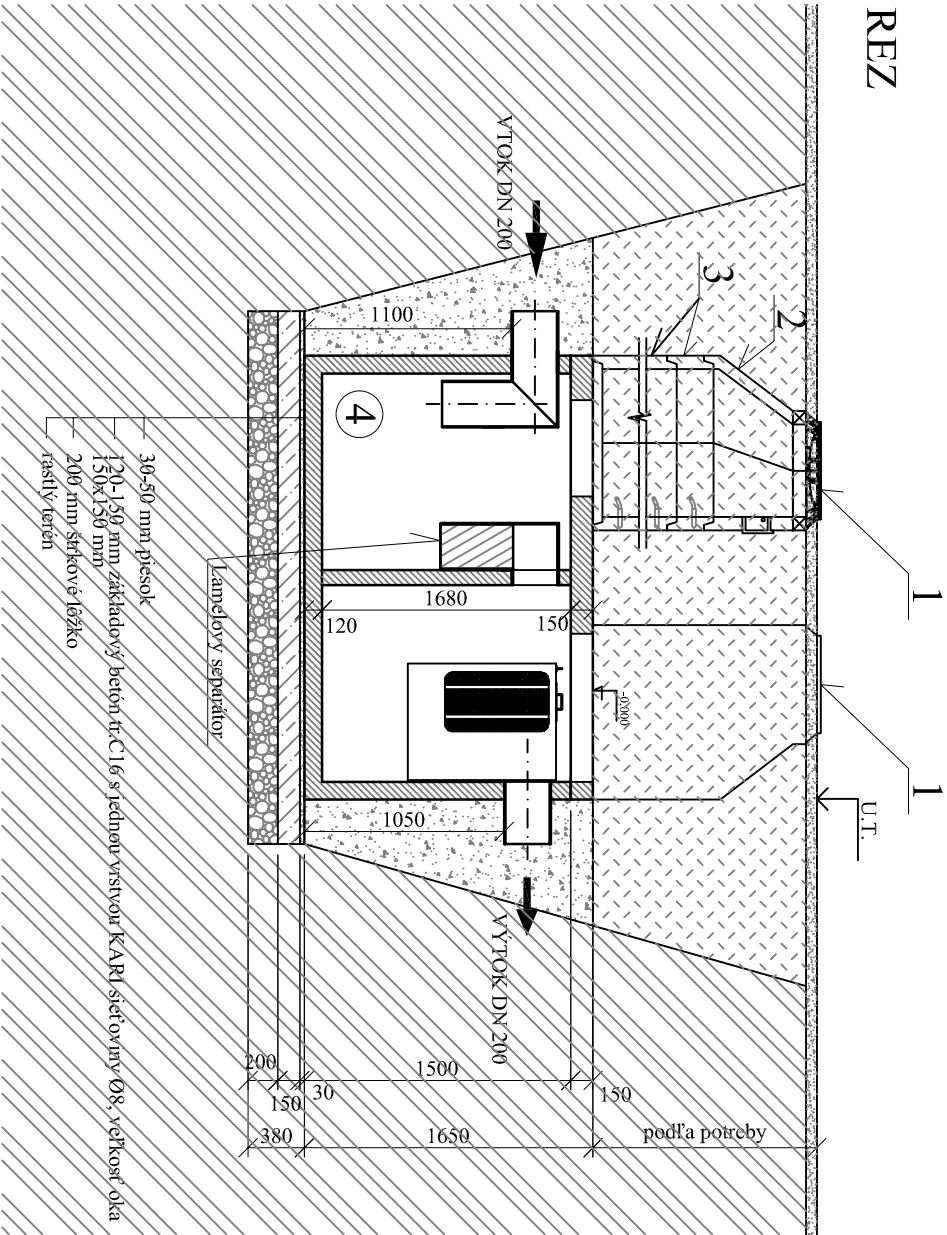 REZ
1
1
U.T.
2
3
VTOK DN 200
1100
4
1680
120
150
-0,000
Lamelovy separátor
1050
VÝTOK DN 200
30-50 mm piesok
120-150 mm základový betón tr.C16 s jednou vrstvou KARI sieťoviny Ø8, veľkosť oka
150x150 mm
200 mm štrkové lôžko
rastlý terén
200
150
30
1500
150
380
1650
podľa potreby